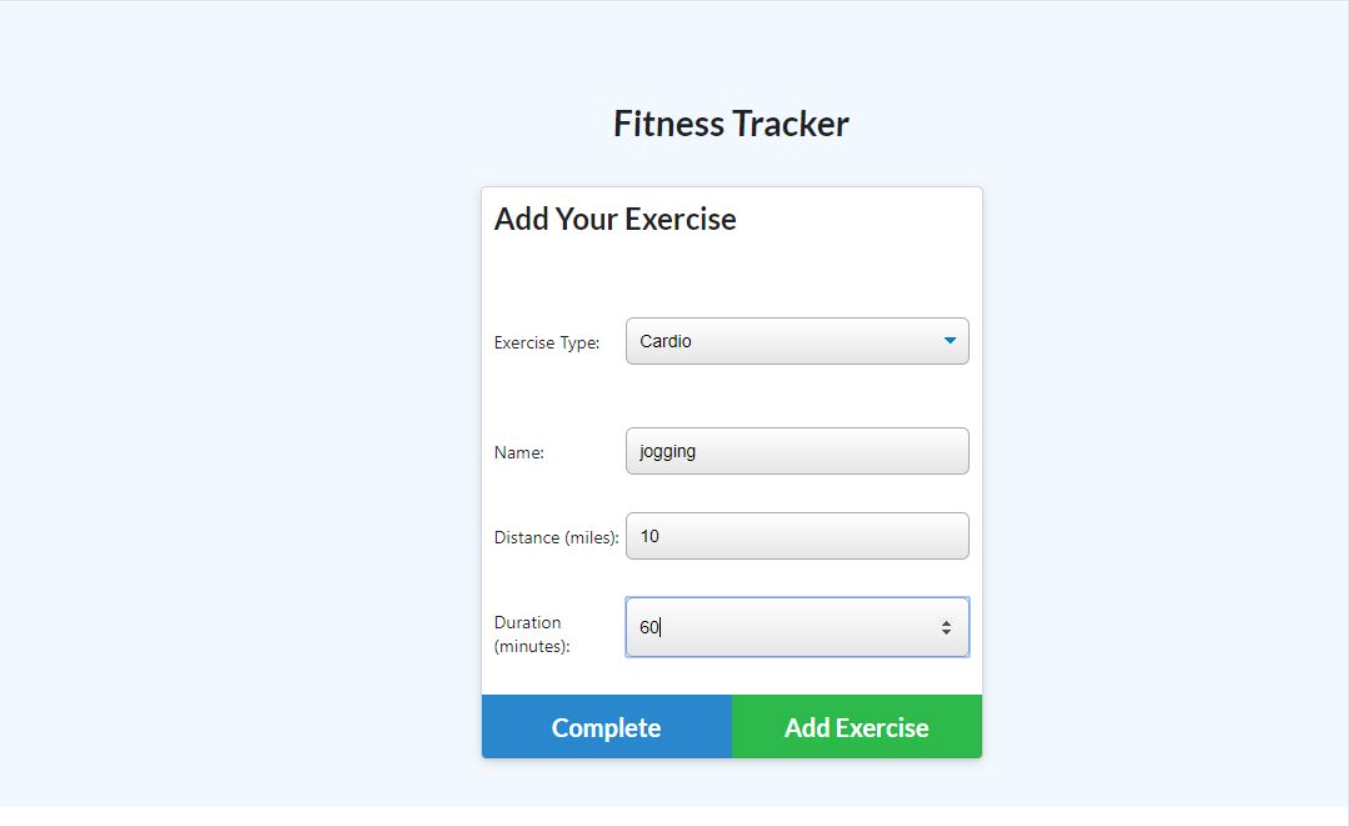 Fitness Tracker
Add Your Exercise
Exercise Type: Cardio
Name: jogging
Distance (miles): 10
Duration
(minutes): 60
Complete Add Exercise